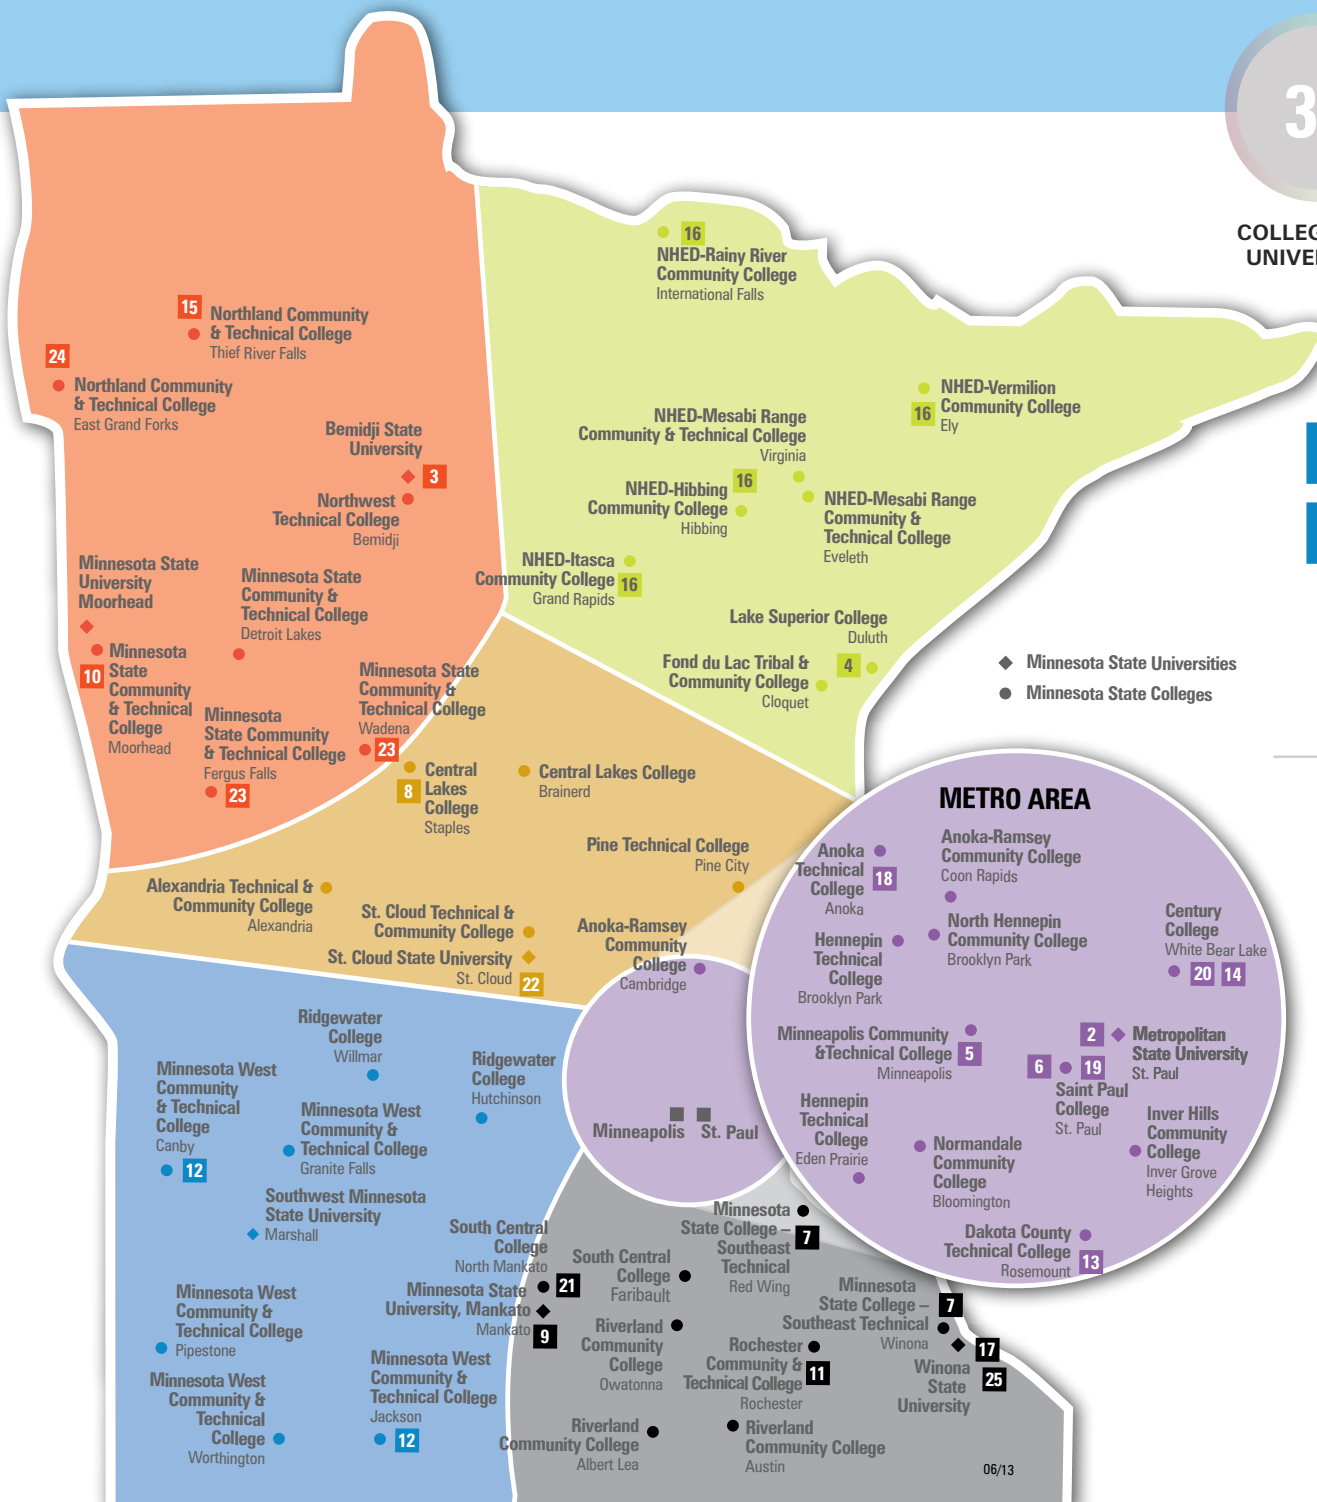 3
COLLEG
UNIVE
16
NHED-Rainy River
Community College
International Falls
15
Northland Community
& Technical College
Thief River Falls
24
Northland Community
& Technical College
East Grand Forks
Bemidji State
University
3
Northwest
Technical College
Bemidji
NHED-Vermilion
Community College
16
Ely
NHED-Mesabi Range
Community & Technical College
Virginia
NHED-Hibbing
16
Community College
Hibbing
NHED-Mesabi Range
Community &
Technical College
Eveleth
NHED-Itasca
Community College
16
Grand Rapids
Minnesota State
University
Moorhead
Minnesota State
Community &
Technical College
Detroit Lakes
Minnesota
State
Community
& Technical
College
Moorhead
10
Minnesota
State Community
& Technical College
Fergus Falls
23
Minnesota State
Community &
Technical College
Wadena
23
Lake Superior College
Duluth
4
Fond du Lac Tribal &
Community College
Cloquet
Minnesota State Universities
Minnesota State Colleges
Central
Lakes
College
Staples
8
Central Lakes College
Brainerd
Pine Technical College
Pine City
Alexandria Technical &
Community College
Alexandria
St. Cloud Technical &
Community College
St. Cloud State University
St. Cloud
22
Anoka-Ramsey
Community
College
Cambridge
METRO AREA
Anoka
Technical
College
Anoka
18
Anoka-Ramsey
Community College
Coon Rapids
North Hennepin
Community College
Brooklyn Park
Hennepin
Technical
College
Brooklyn Park
Century
College
White Bear Lake
20 14
Minneapolis Community
&Technical College
Minneapolis
5
2
Metropolitan
State University
St. Paul
6 19
Saint Paul
College
St. Paul
Hennepin
Technical
College
Eden Prairie
Normandale
Community
College
Bloomington
Inver Hills
Community
College
Inver Grove
Heights
Dakota County
Technical College
Rosemount
13
Minneapolis St. Paul
Ridgewater
College
Willmar
Ridgewater
College
Hutchinson
Minnesota West
Community
& Technical
College
Canby
12
Minnesota West
Community &
Technical College
Granite Falls
Southwest Minnesota
State University
Marshall
Minnesota West
Community &
Technical College
Pipestone
Minnesota West
Community &
Technical
College
Worthington
Minnesota West
Community &
Technical College
Jackson
12
South Central
College
North Mankato
21
Minnesota State
University, Mankato
Mankato
9
South Central
College
Faribault
Minnesota
State College –
Southeast
Technical
Red Wing
7
Riverland
Community
College
Owatonna
Minnesota
State College –
Southeast Technical
Winona
7
17
25
Winona
State
University
Rochester
Community &
Technical College
Rochester
11
Riverland
Community College
Albert Lea
Riverland
Community College
Austin
06/13